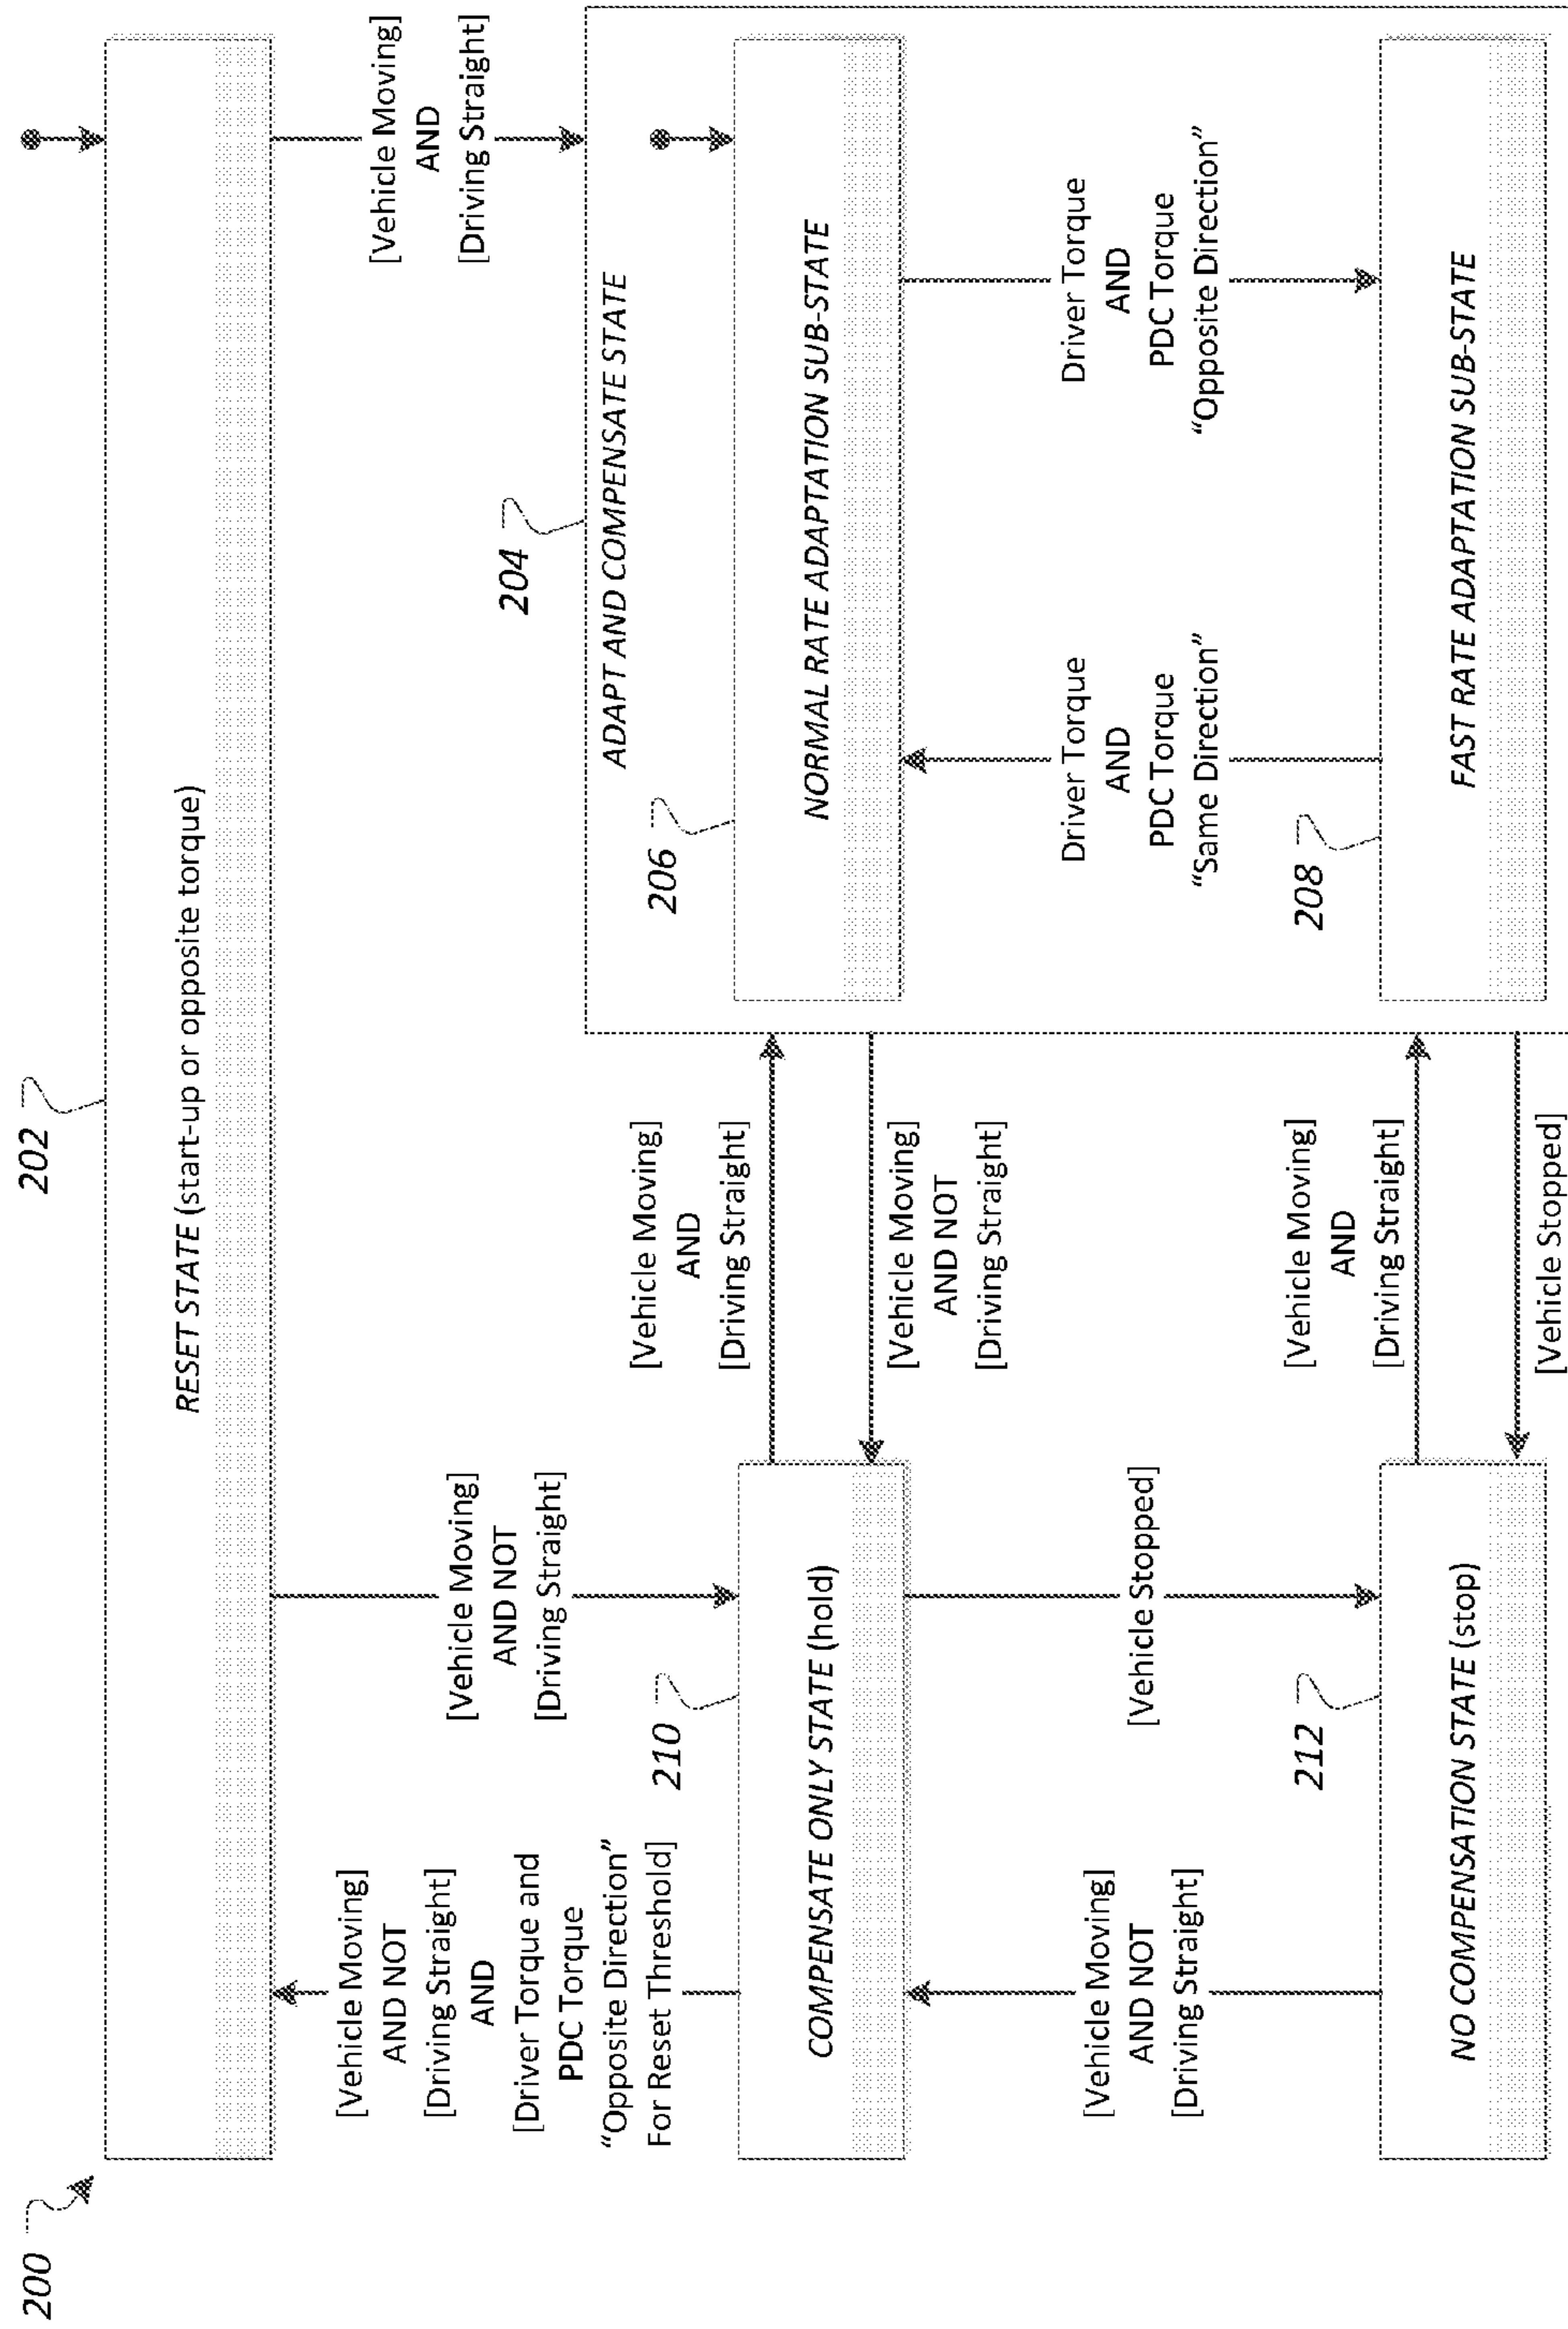 200
202
RESET STATE (start-up or opposite torque)
[Vehicle Moving]
AND NOT
[Driving Straight]
AND
[Driver Torque and
PDC Torque
“Opposite Direction”
For Reset Threshold]
[Vehicle Moving]
AND NOT
[Driving Straight]
[Vehicle Moving]
AND
[Driving Straight]
204
ADAPT AND COMPENSATE STATE
210
COMPENSATE ONLY STATE (hold)
[Vehicle Moving]
AND
[Driving Straight]
[Vehicle Moving]
AND NOT
[Driving Straight]
206
NORMAL RATE ADAPTATION SUB-STATE
[Vehicle Moving]
AND NOT
[Driving Straight]
[Vehicle Stopped]
Driver Torque
AND
PDC Torque
“Same Direction”
Driver Torque
AND
PDC Torque
“Opposite Direction”
212
NO COMPENSATION STATE (stop)
[Vehicle Moving]
AND
[Driving Straight]
[Vehicle Stopped]
208
FAST RATE ADAPTATION SUB-STATE